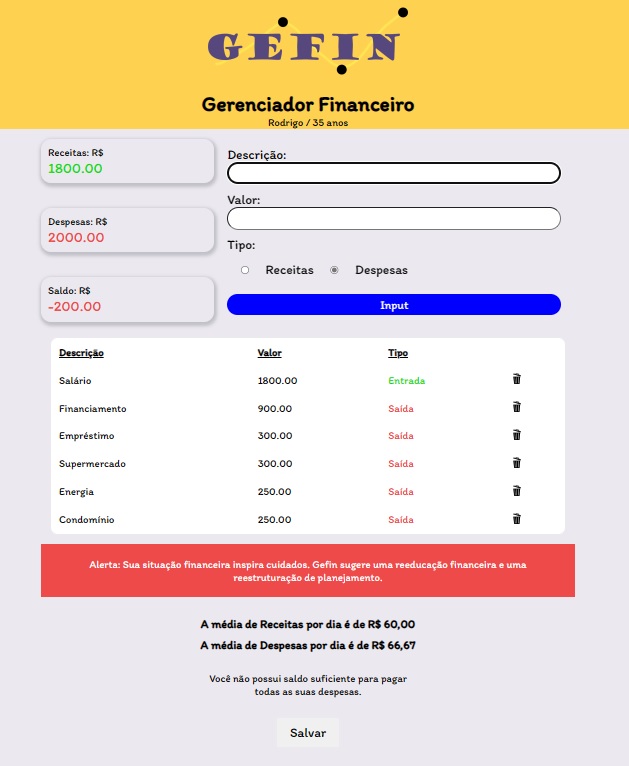 GEFIN
Gerenciador Financeiro
Rodrigo / 35 anos
Receitas: R$
1800.00
Despesas: R$
2000.00
Saldo: R$
-200.00
Descrição:
Valor:
Tipo:
Receitas Despesas
Input
Descrição Valor Tipo
Salário 1800.00 Entrada
Financiamento 900.00 Saída
Empréstimo 300.00 Saída
Supermercado 300.00 Saída
Energia 250.00 Saída
Condomínio 250.00 Saída
Alerta: Sua situação financeira inspira cuidados. Gefin sugere uma reeducação financeira e uma
reestruturação de planejamento.
A média de Receitas por dia é de R$ 60,00
A média de Despesas por dia é de R$ 66,67
Você não possui saldo suficiente para pagar
todas as suas despesas.
Salvar